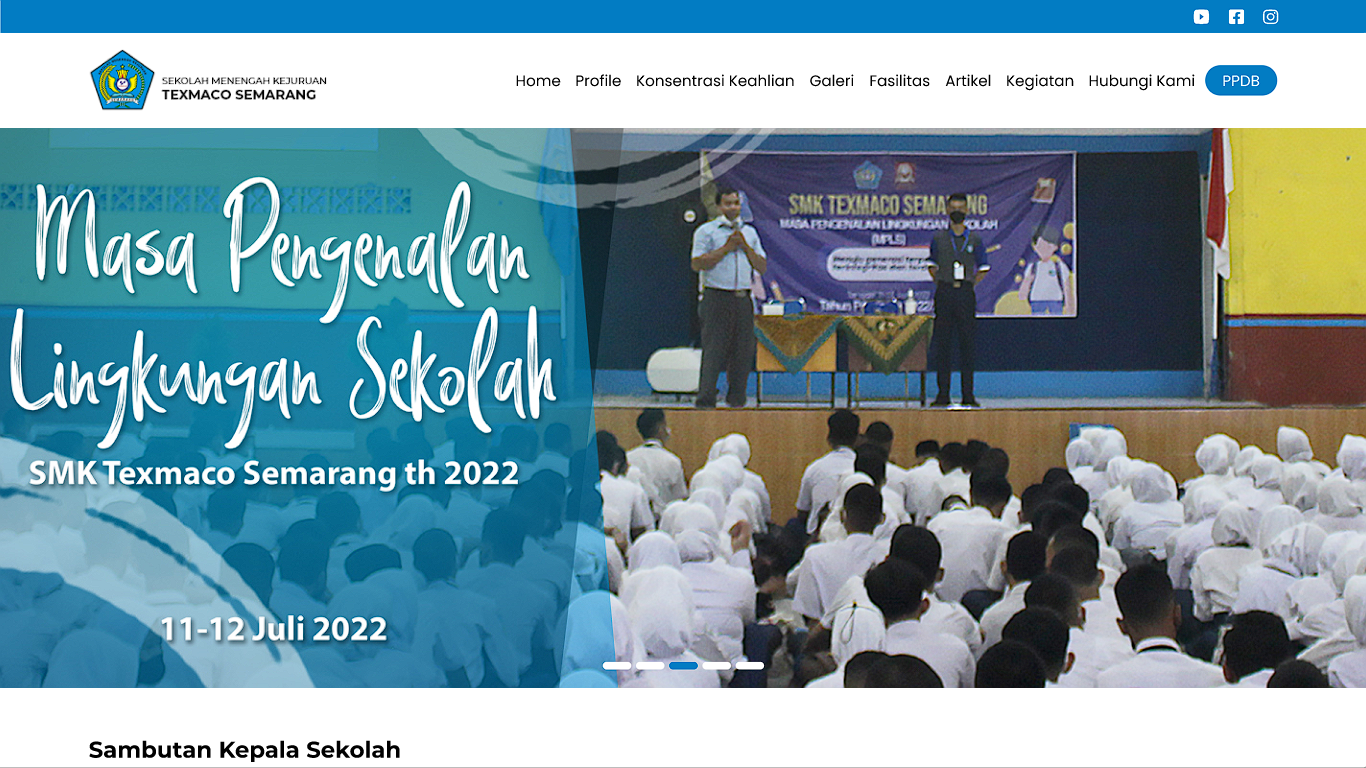 SEKOLAH MENENGAH KEJURUAN
TEXMACO SEMARANG
Home Profile Konsentrasi Keahlian Galeri Fasilitas Artikel Kegiatan Hubungi Kami PPDB
Masa Pengenalan
Lingkungan Sekolah
SMK Texmaco Semarang th 2022
11-12 Juli 2022
SMK TEXMACO SEMARANG
MASA PENGENALAN LINGKUNGAN SEKOLAH
(MPLS)
Sambutan Kepala Sekolah